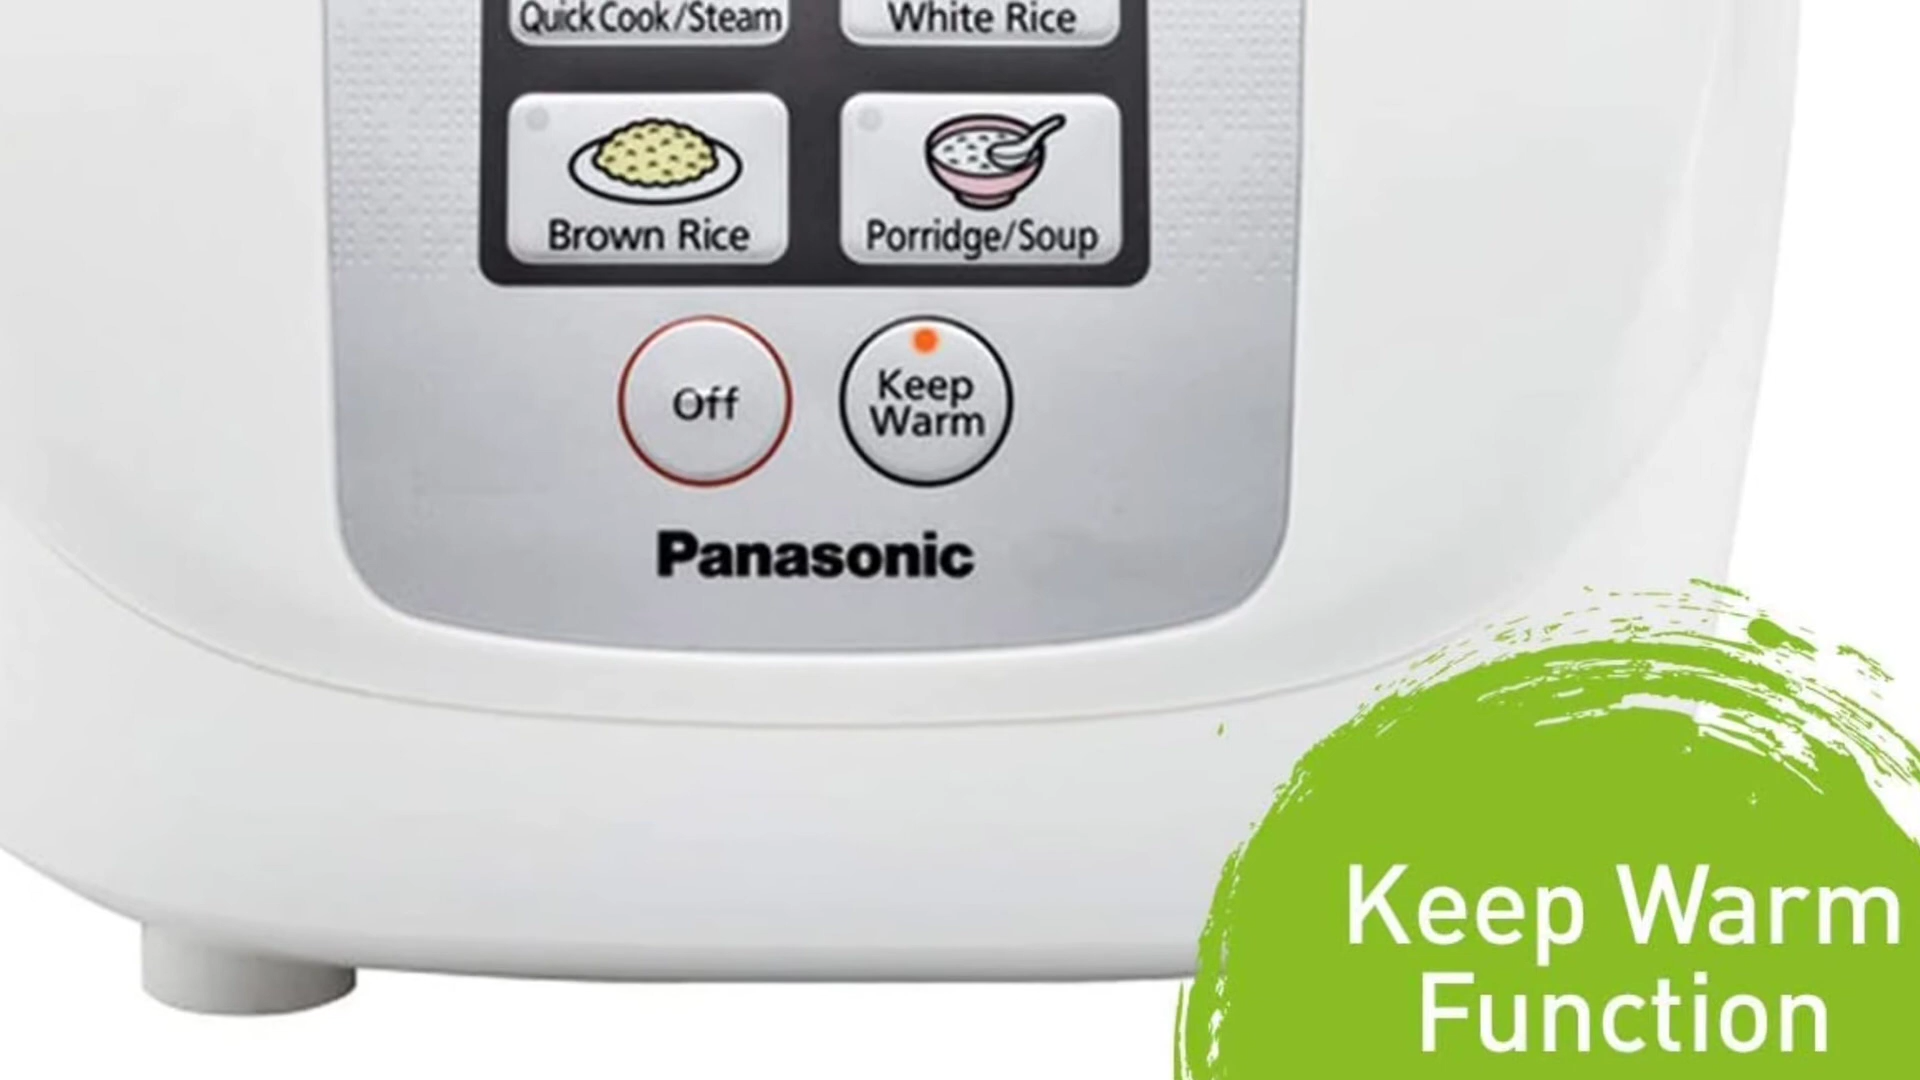 Quick Cook/Steam
White Rice
Brown Rice
Porridge/Soup
Off
Keep
Warm
Panasonic
Keep Warm
Function